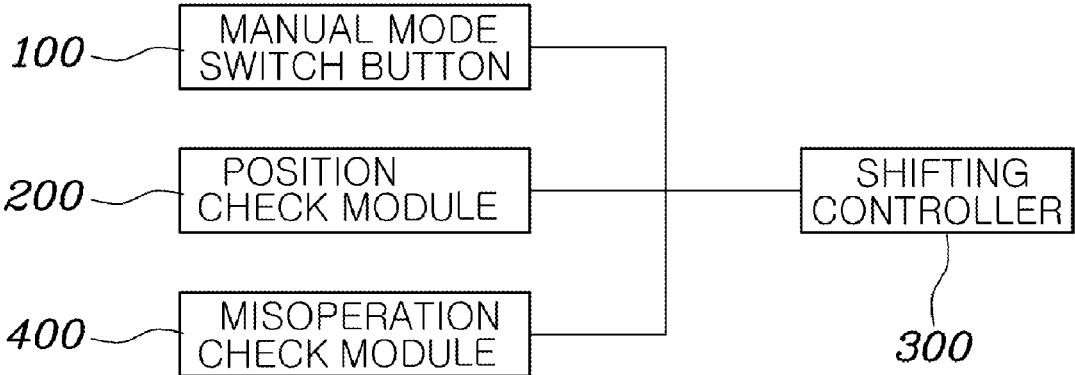 100
MANUAL MODE
SWITCH BUTTON
200
POSITION
CHECK MODULE
SHIFTING
CONTROLLER
400
MISOPERATION
CHECK MODULE
300